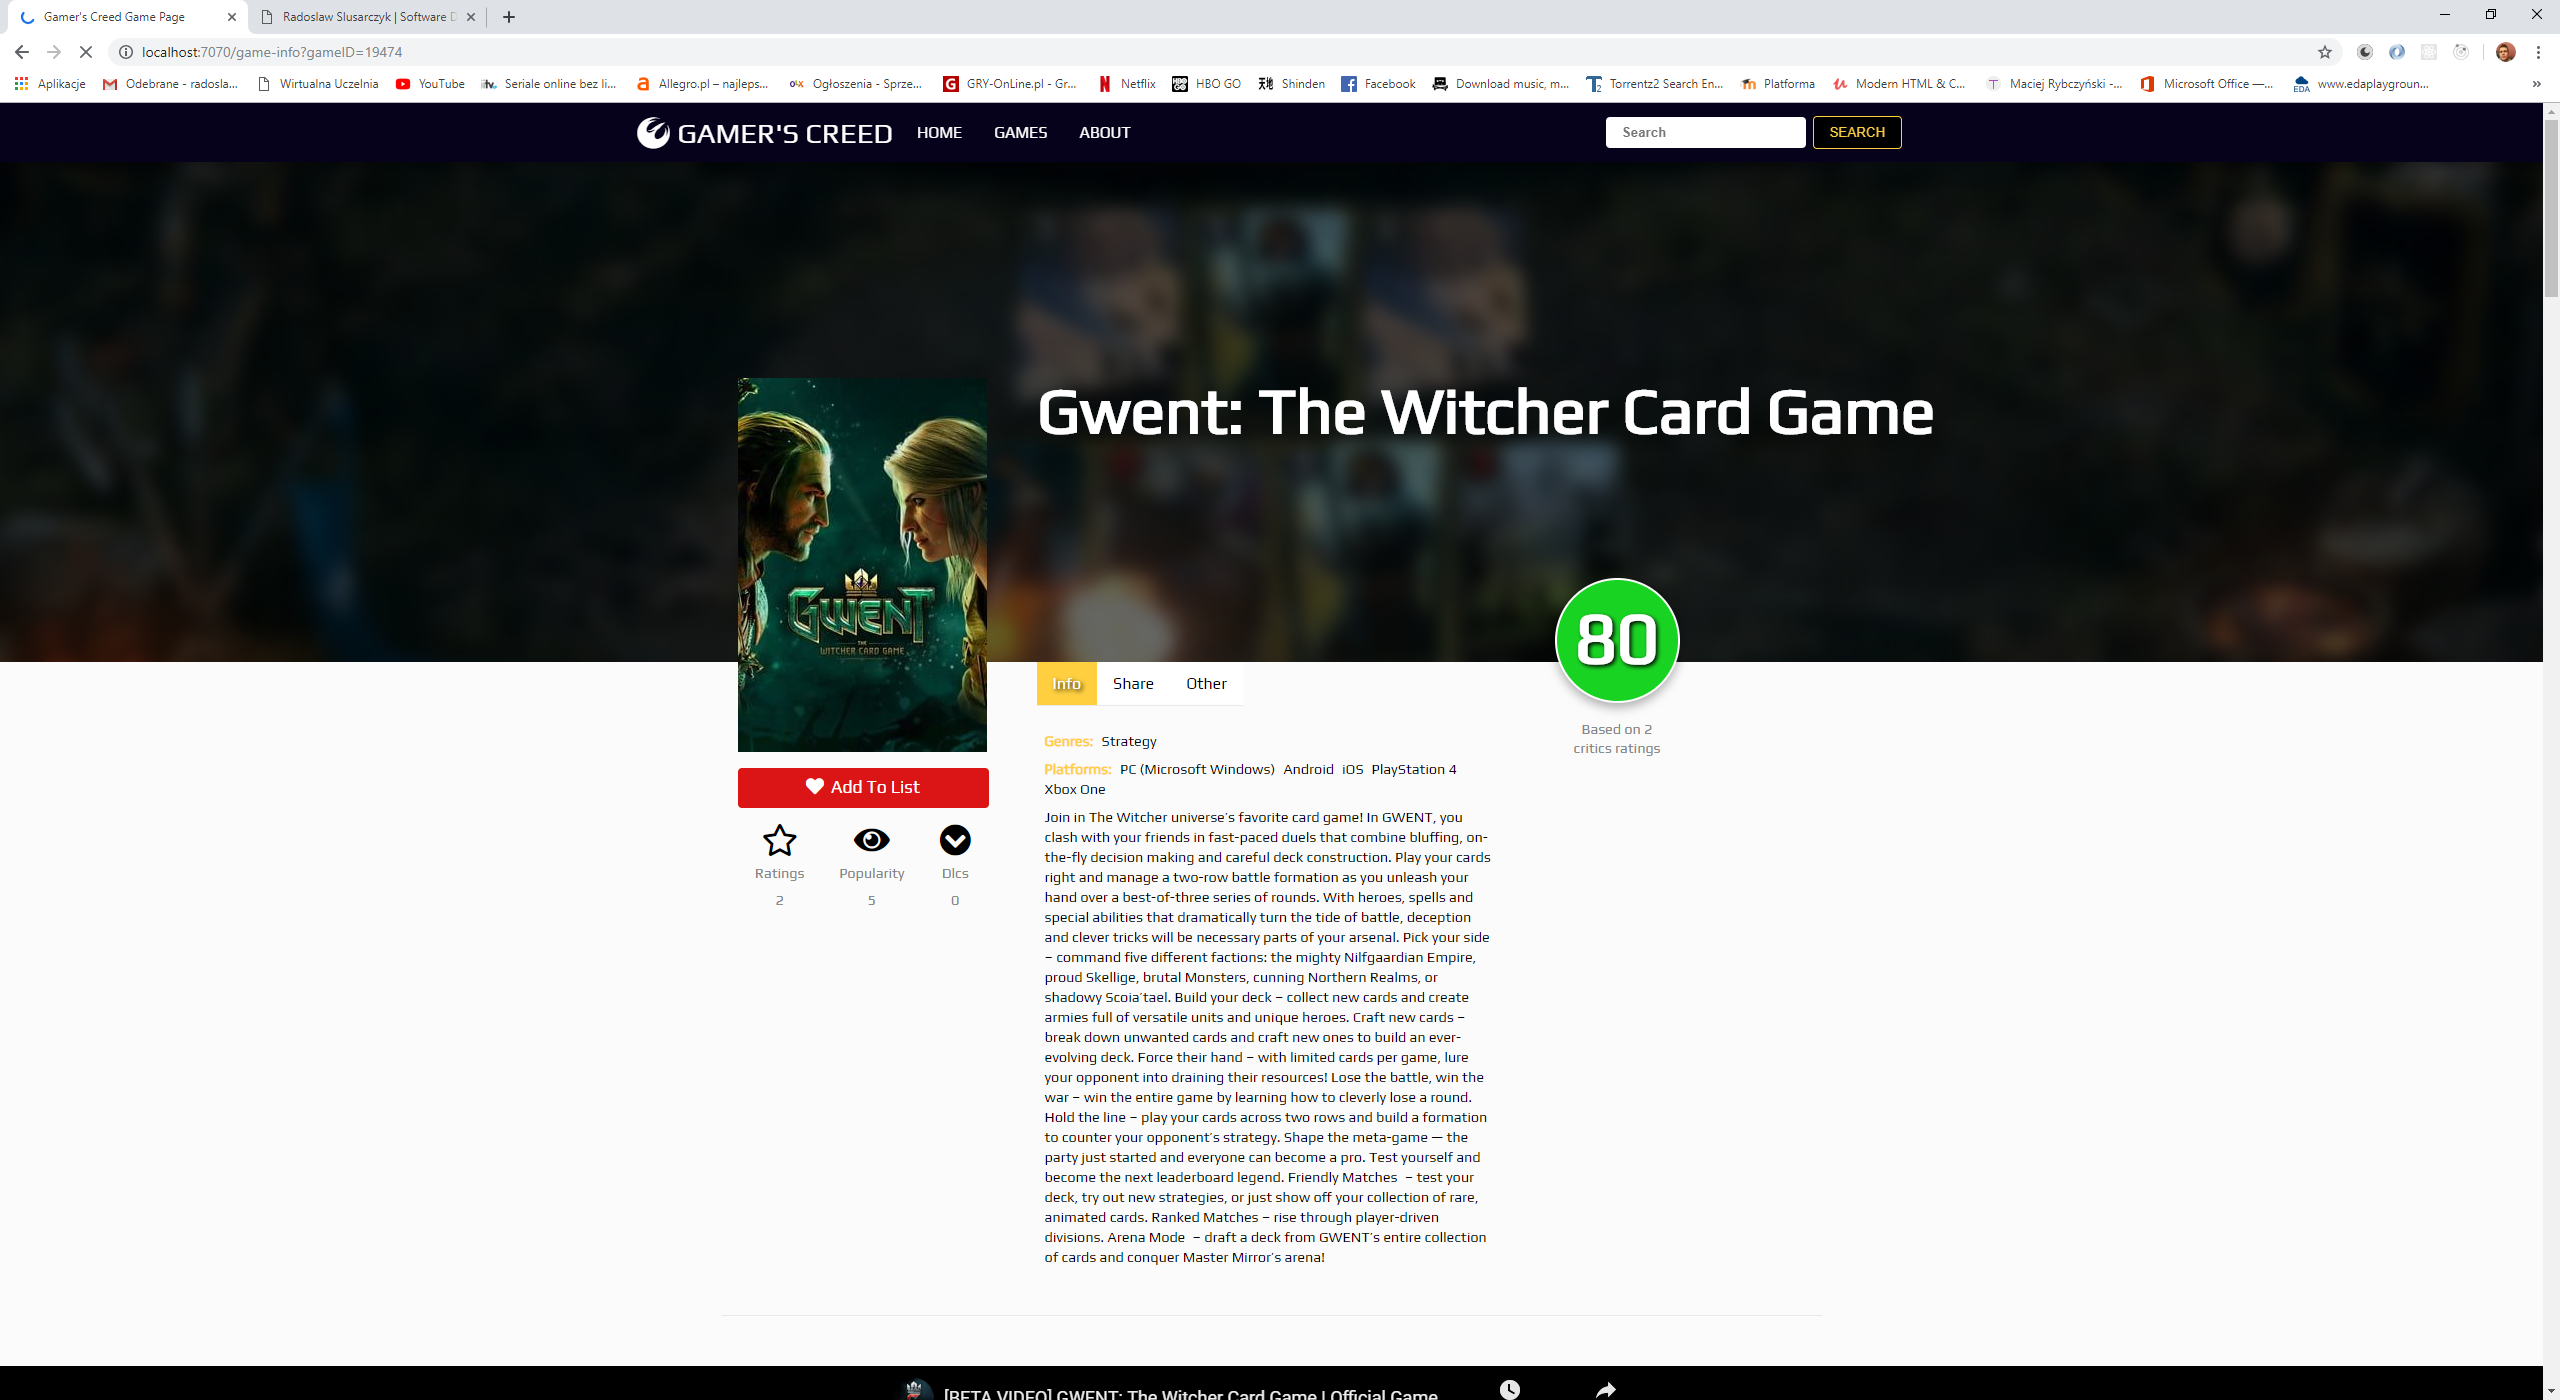 Gamer's Creed Game Page
Radoslaw Slusarczyk | Software D
localhost:7070/game-info?gameID=19474
Aplikacje
Odebrane - radosla...
Wirtualna Uczelnia
YouTube
Seriale online bez li...
Allegro.pl – najleps...
Ogłoszenia - Sprze...
GRY-OnLine.pl - Gr...
Netflix
HBO GO
Shinden
Facebook
Download music, m...
Torrentz2 Search En...
Platforma
Modern HTML & C...
Maciej Rybczyński -...
Microsoft Office —...
www.edaplaygroun...
»
GAMER'S CREED
HOME
GAMES
ABOUT
Search
SEARCH
Gwent: The Witcher Card Game
GWENT
THE
WITCHER CARD GAME
80
Based on 2
critics ratings
Add To List
Ratings
Popularity
Dlcs
2
5
0
Info
Share
Other
Genres: Strategy
Platforms: PC (Microsoft Windows) Android iOS PlayStation 4
Xbox One
Join in The Witcher universe's favorite card game! In GWENT, you
clash with your friends in fast-paced duels that combine bluffing, on-
the-fly decision making and careful deck construction. Play your cards
right and manage a two-row battle formation as you unleash your
hand over a best-of-three series of rounds. With heroes, spells and
special abilities that dramatically turn the tide of battle, deception
and clever tricks will be necessary parts of your arsenal. Pick your side
– command five different factions: the mighty Nilfgaardian Empire,
proud Skellige, brutal Monsters, cunning Northern Realms, or
shadowy Scoia'tael. Build your deck – collect new cards and create
armies full of versatile units and unique heroes. Craft new cards –
break down unwanted cards and craft new ones to build an ever-
evolving deck. Force their hand – with limited cards per game, lure
your opponent into draining their resources! Lose the battle, win the
war – win the entire game by learning how to cleverly lose a round.
Hold the line – play your cards across two rows and build a formation
to counter your opponent's strategy. Shape the meta-game — the
party just started and everyone can become a pro. Test yourself and
become the next leaderboard legend. Friendly Matches – test your
deck, try out new strategies, or just show off your collection of rare,
animated cards. Ranked Matches – rise through player-driven
divisions. Arena Mode – draft a deck from GWENT's entire collection
of cards and conquer Master Mirror's arena!
[BETA VIDEO] GWENT: The Witcher Card Game | Official Game